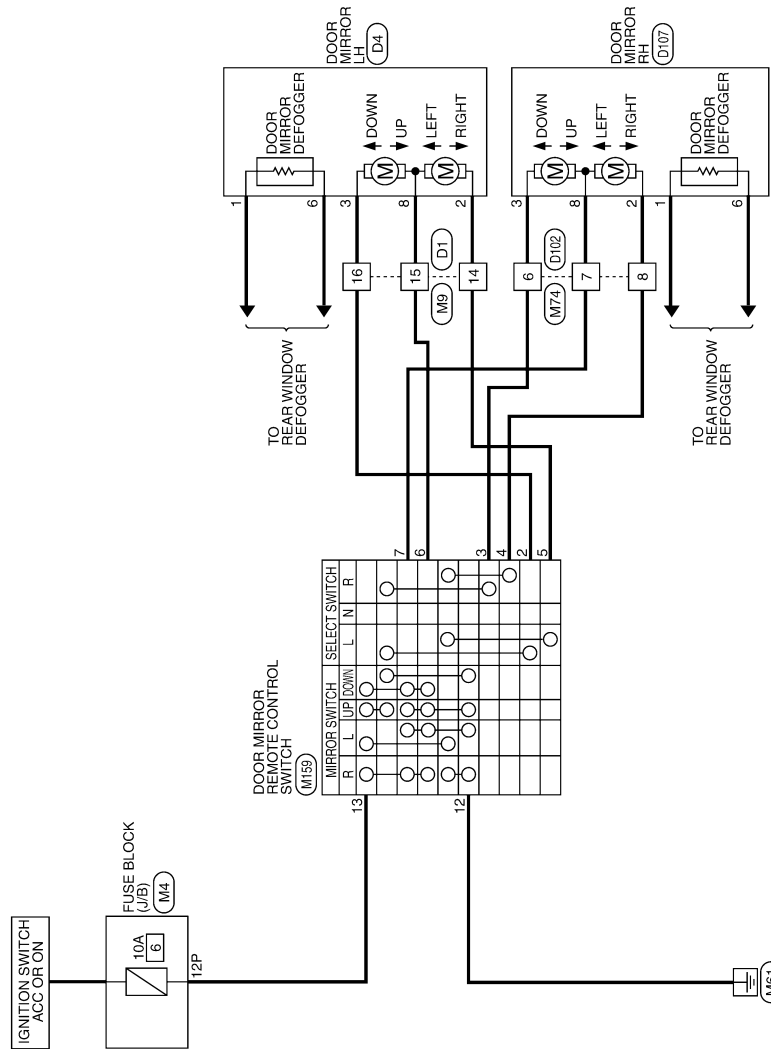 IGNITION SWITCH
ACC OR ON
FUSE BLOCK
(J/B)
M4
10A
6
12P
DOOR MIRROR
REMOTE CONTROL
SWITCH
M159
13
12
MIRROR SWITCH
SELECT SWITCH
R
L
UP
DOWN
L
N
R
7
6
3
4
2
5
M61
TO
REAR WINDOW
DEFOGGER
16
15
14
M9
D1
1
6
3
8
2
DOOR
MIRROR
DEFOGGER
DOWN
UP
LEFT
RIGHT
M
M
DOOR
MIRROR
LH
D4
6
7
8
M74
D102
3
8
2
1
6
DOWN
UP
LEFT
RIGHT
M
M
DOOR
MIRROR
DEFOGGER
DOOR
MIRROR
RH
D107
TO
REAR WINDOW
DEFOGGER